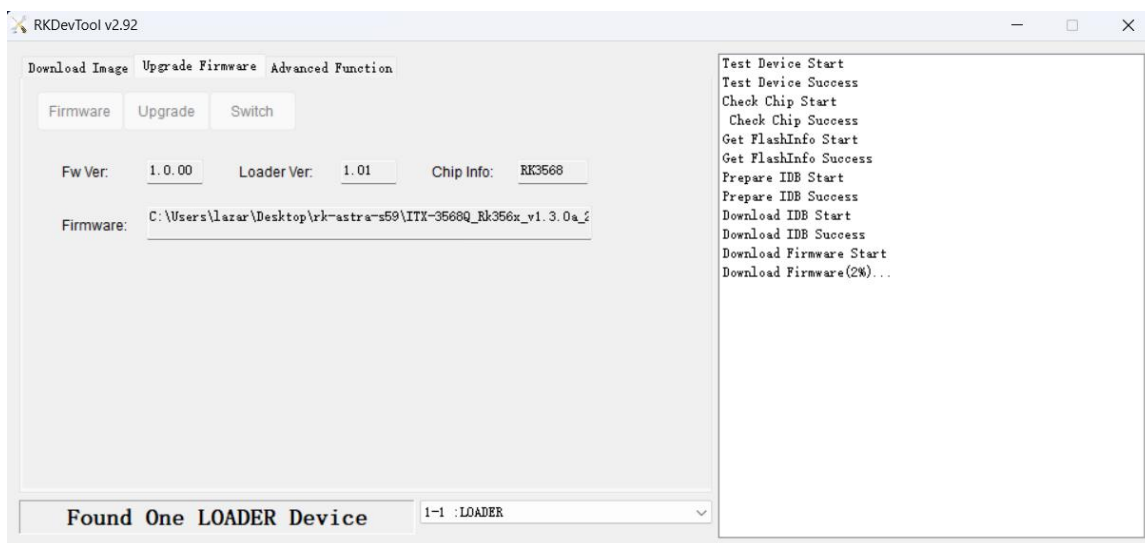 RKDevTool v2.92
Download Image Upgrade Firmware Advanced Function
Firmware Upgrade Switch
Fw Ver: 1.0.00 Loader Ver: 1.01 Chip Info: RK3568
Firmware: C:\Users\lazar\Desktop\rk-astra-s59\ITX-3568Q_Rk356x_v1.3.0a_2
Found One LOADER Device
1-1 :LOADER
Test Device Start
Test Device Success
Check Chip Start
Check Chip Success
Get FlashInfo Start
Get FlashInfo Success
Prepare IDB Start
Prepare IDB Success
Download IDB Start
Download IDB Success
Download Firmware Start
Download Firmware(2%)...